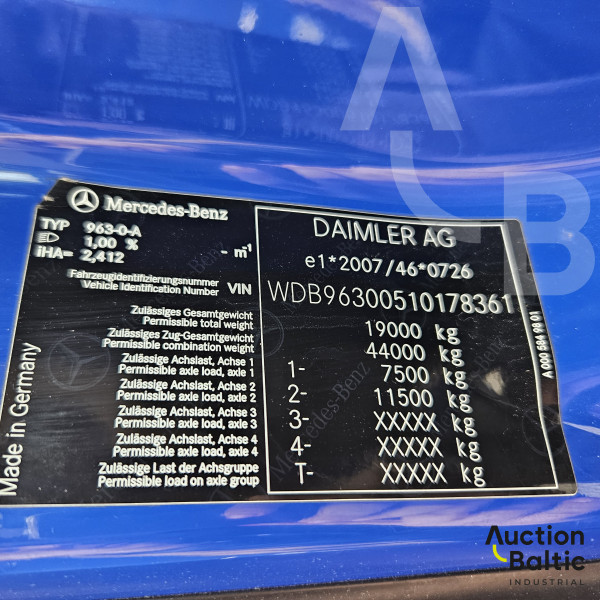 Mercedes-Benz
TYP 963-0-A
1,00 %
iHA= 2,412 - m⁻¹
Fahrzeugidentifizierungsnummer
Vehicle Identification Number VIN
Zulässiges Gesamtgewicht
Permissible total weight
Zulässiges Zug-Gesamtgewicht
Permissible combination weight
Zulässige Achslast, Achse 1
Permissible axle load, axle 1
Zulässige Achslast, Achse 2
Permissible axle load, axle 2
Zulässige Achslast, Achse 3
Permissible axle load, axle 3
Zulässige Achslast, Achse 4
Permissible axle load, axle 4
Zulässige Last der Achsgruppe
Permissible load on axle group
Made in Germany
DAIMLER AG
e1*2007/46*0726
WDB96300510178361
19000 kg
44000 kg
1- 7500 kg
2- 11500 kg
3- XXXXX kg
4- XXXXX kg
T- XXXXX kg
A 000 584 98 01
AB
Auction
Baltic
INDUSTRIAL